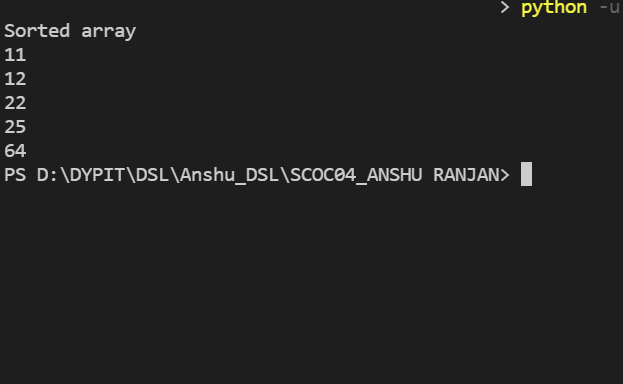 > python -u
Sorted array
11
12
22
25
64
PS D:\DYPIT\DSL\Anshu_DSL\SCOC04_ANSHU RANJAN>